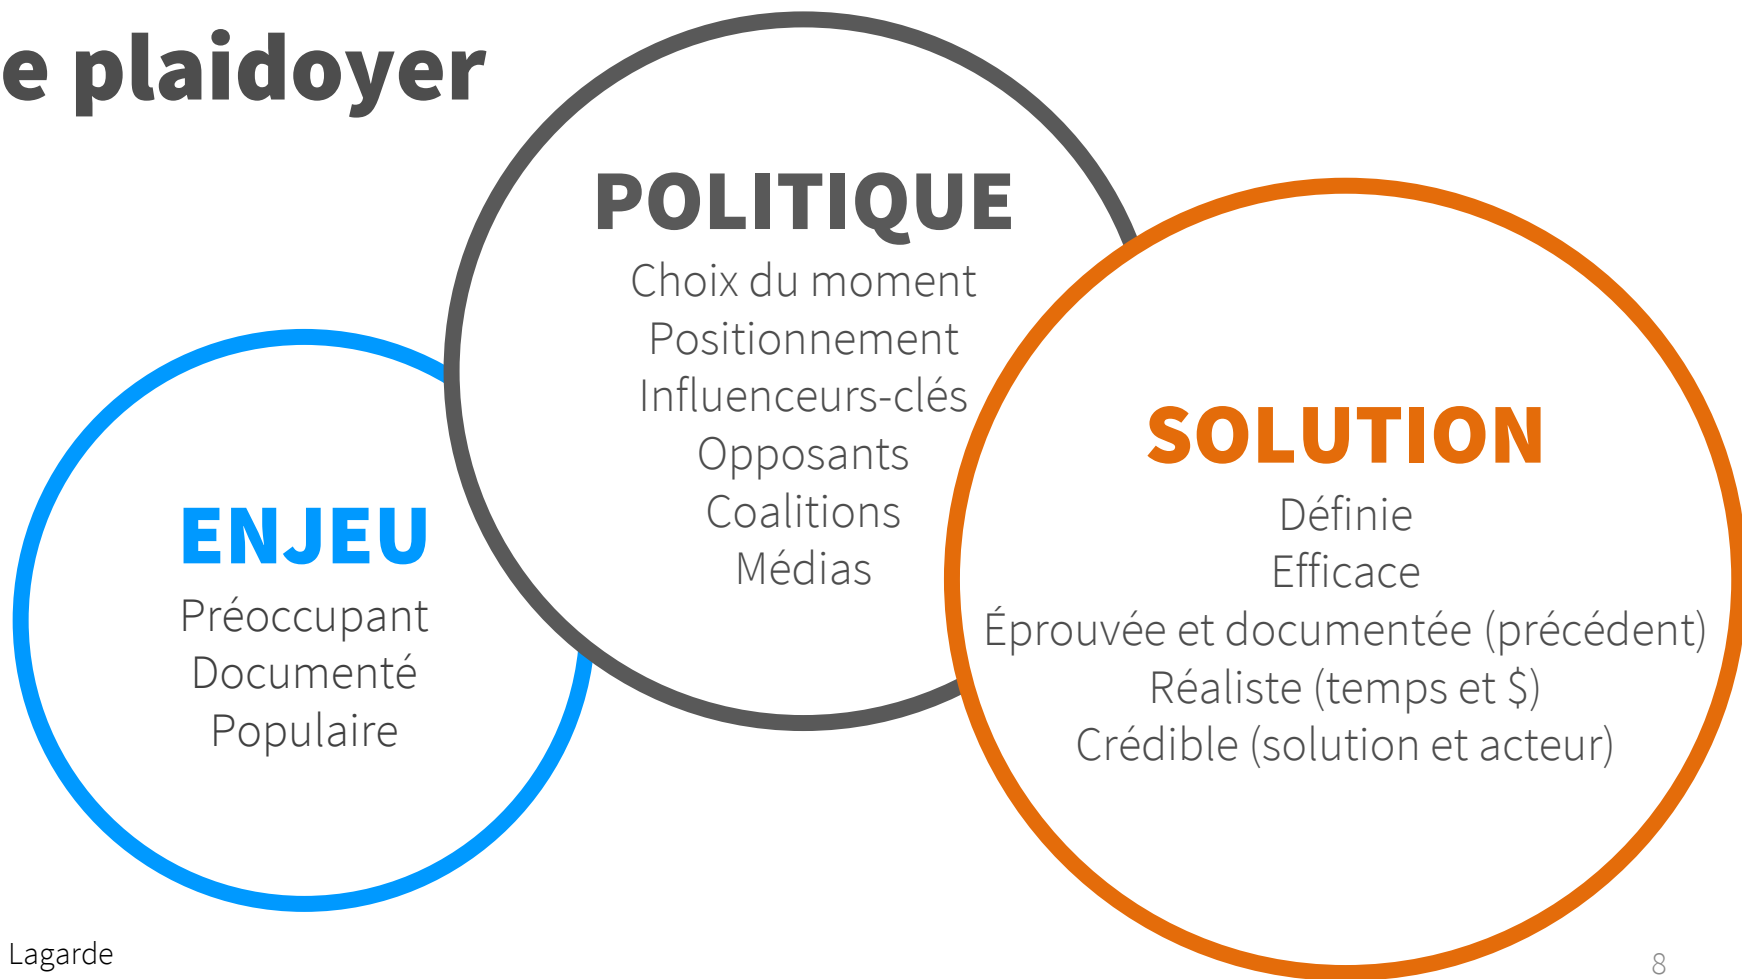 e plaidoyer
POLITIQUE
Choix du moment
Positionnement
Influenceurs-clés
Opposants
Coalitions
Médias
ENJEU
Préoccupant
Documenté
Populaire
SOLUTION
Définie
Efficace
Éprouvée et documentée (précédent)
Réaliste (temps et $)
Crédible (solution et acteur)
Lagarde
8